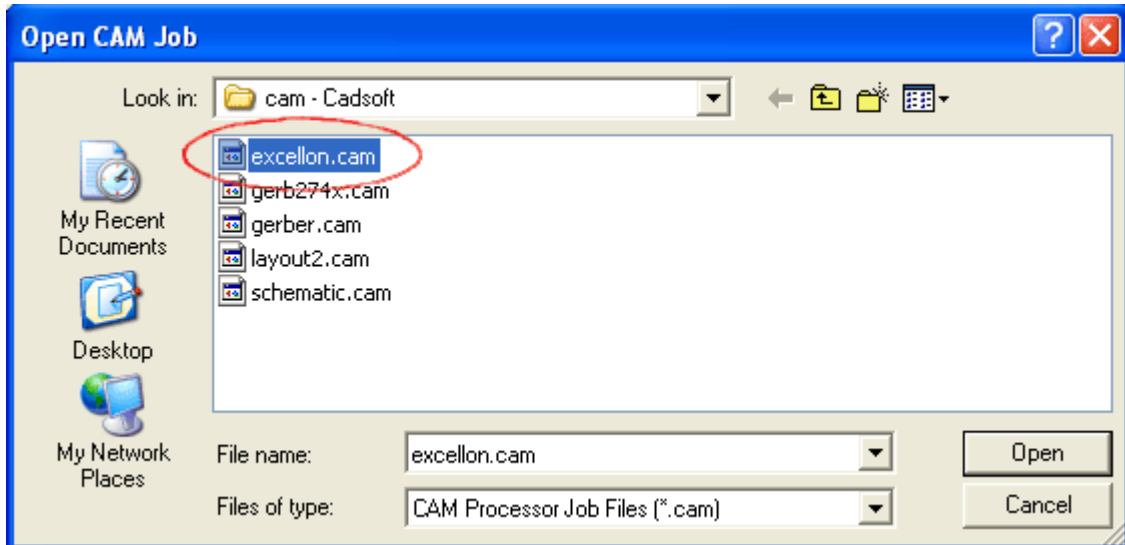 Open CAM Job
Look in:
cam - Cadsoft
excellon.cam
gerb274x.cam
gerber.cam
layout2.cam
schematic.cam
My Recent
Documents
Desktop
My Network
Places
File name:
excellon.cam
Open
Files of type:
CAM Processor Job Files (*.cam)
Cancel